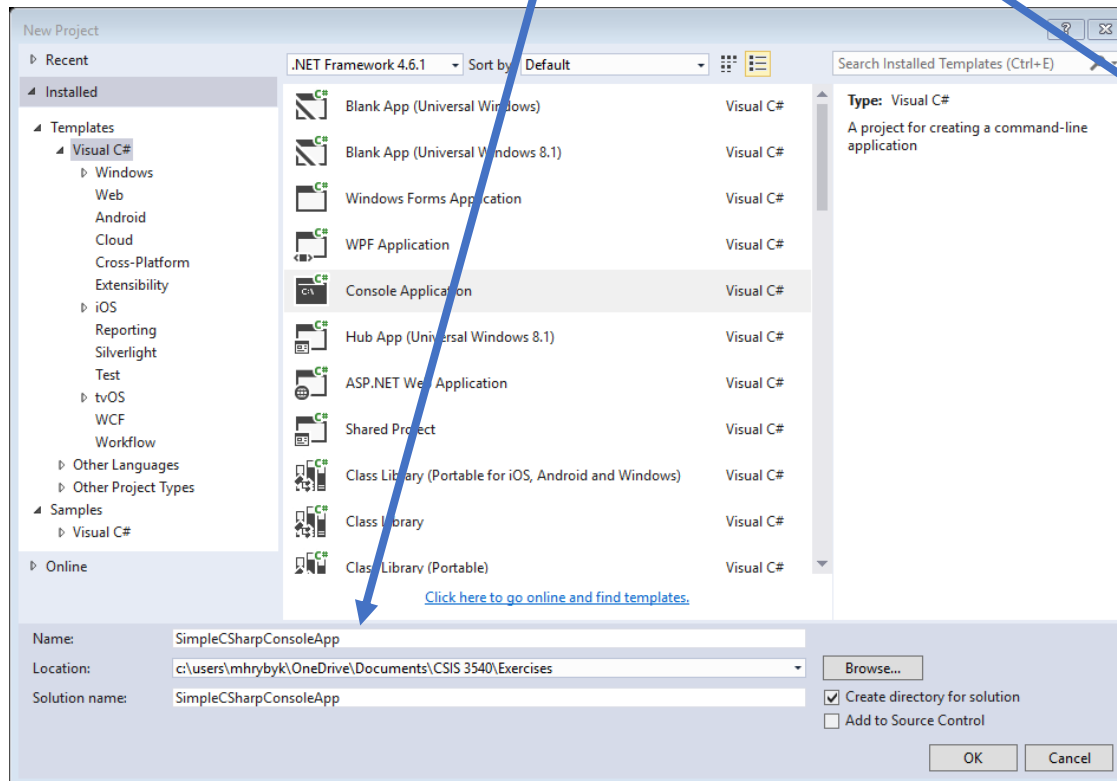 New Project
?
Recent
Installed
Templates
Visual C#
Windows
Web
Android
Cloud
Cross-Platform
Extensibility
iOS
Reporting
Silverlight
Test
tvOS
WCF
Workflow
Other Languages
Other Project Types
Samples
Visual C#
Online
.NET Framework 4.6.1 Sort by: Default
C# Blank App (Universal Windows) Visual C#
C# Blank App (Universal Windows 8.1) Visual C#
C# Windows Forms Application Visual C#
C# WPF Application Visual C#
C# C:\ Console Application Visual C#
C# Hub App (Universal Windows 8.1) Visual C#
C# ASP.NET Web Application Visual C#
C# Shared Project Visual C#
C# Class Library (Portable for iOS, Android and Windows) Visual C#
C# Class Library Visual C#
C# Class Library (Portable) Visual C#
Click here to go online and find templates.
Search Installed Templates (Ctrl+E)
Type: Visual C#
A project for creating a command-line
application
Name: SimpleCSharpConsoleApp
Location: c:\users\mhrybyk\OneDrive\Documents\CSIS 3540\Exercises
Browse...
Solution name: SimpleCSharpConsoleApp
Create directory for solution
Add to Source Control
OK Cancel